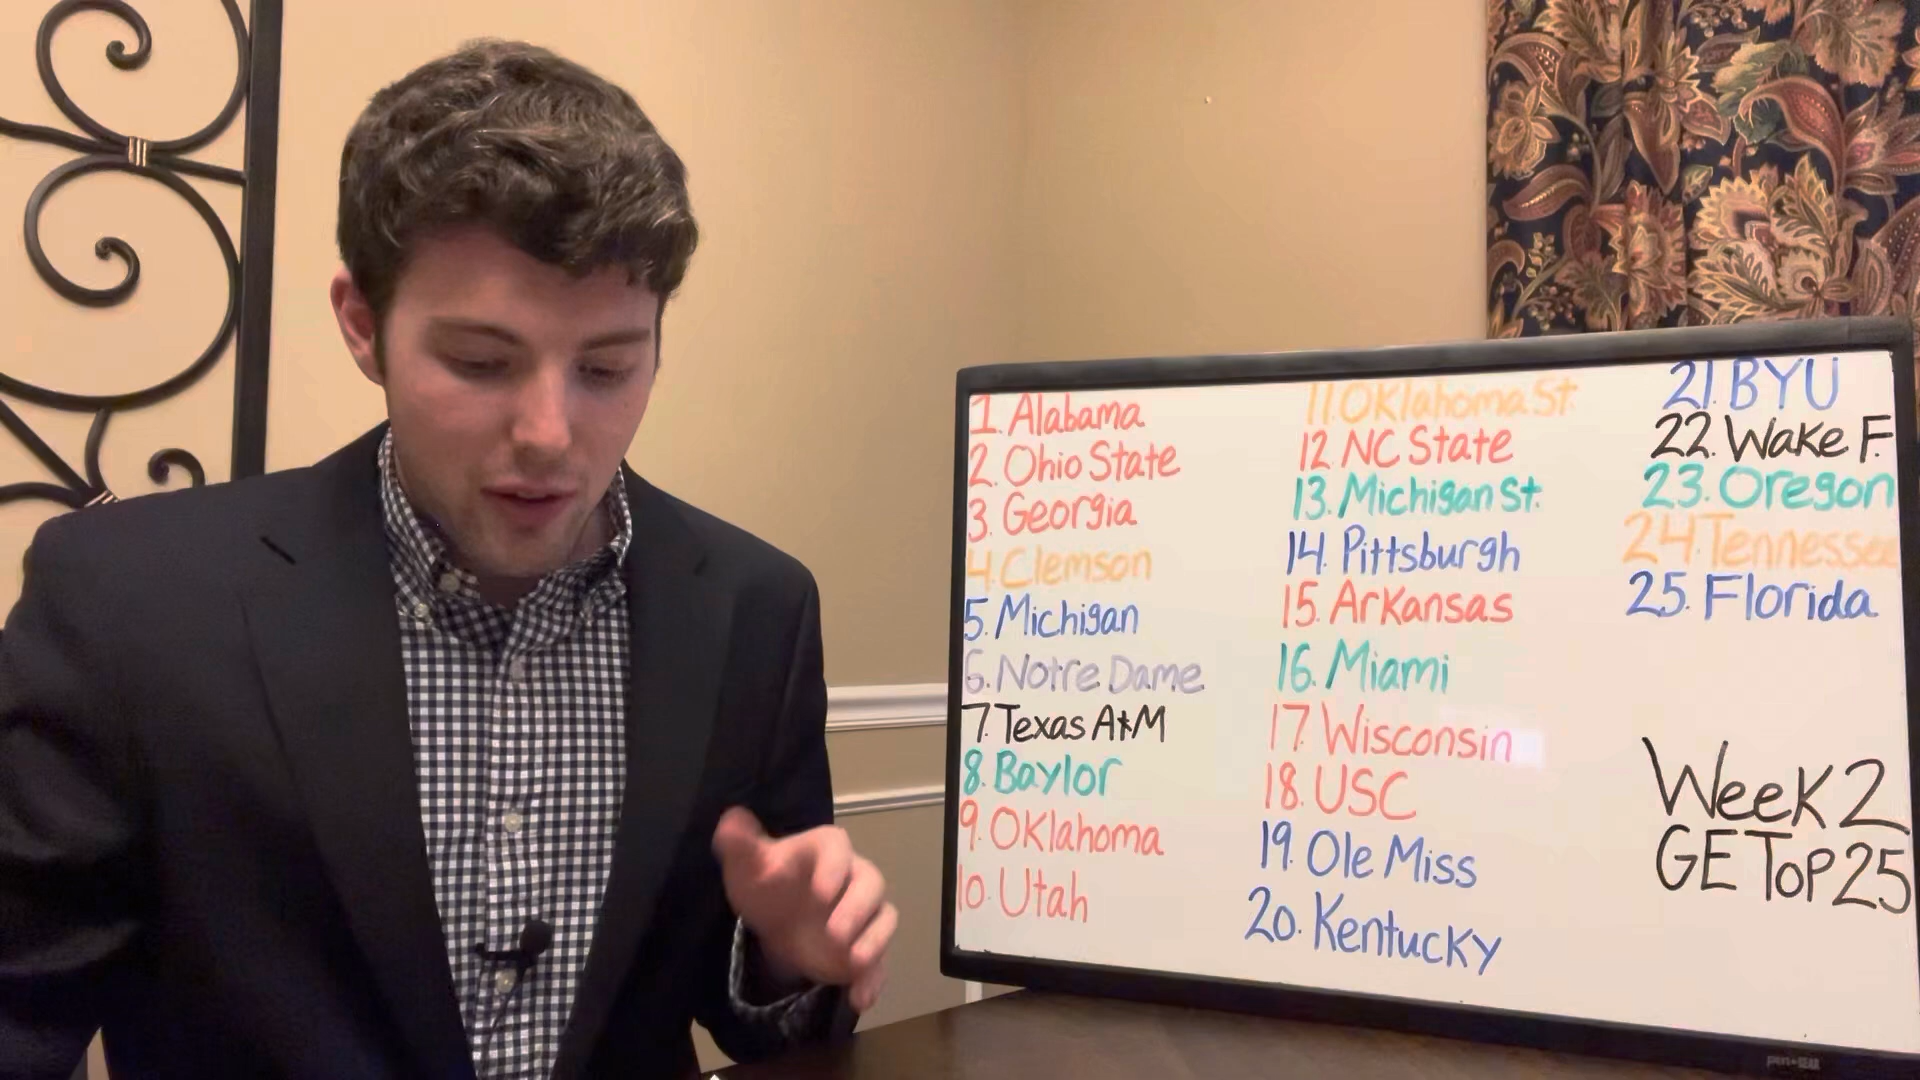 1. Alabama
2. Ohio State
3. Georgia
4. Clemson
5. Michigan
6. Notre Dame
7. Texas A&M
8. Baylor
9. Oklahoma
10. Utah
11. Oklahoma St.
12. NC State
13. Michigan St.
14. Pittsburgh
15. Arkansas
16. Miami
17. Wisconsin
18. USC
19. Ole Miss
20. Kentucky
21. BYU
22. Wake F.
23. Oregon
24. Tennessee
25. Florida
Week 2
GE Top 25
pen+gear